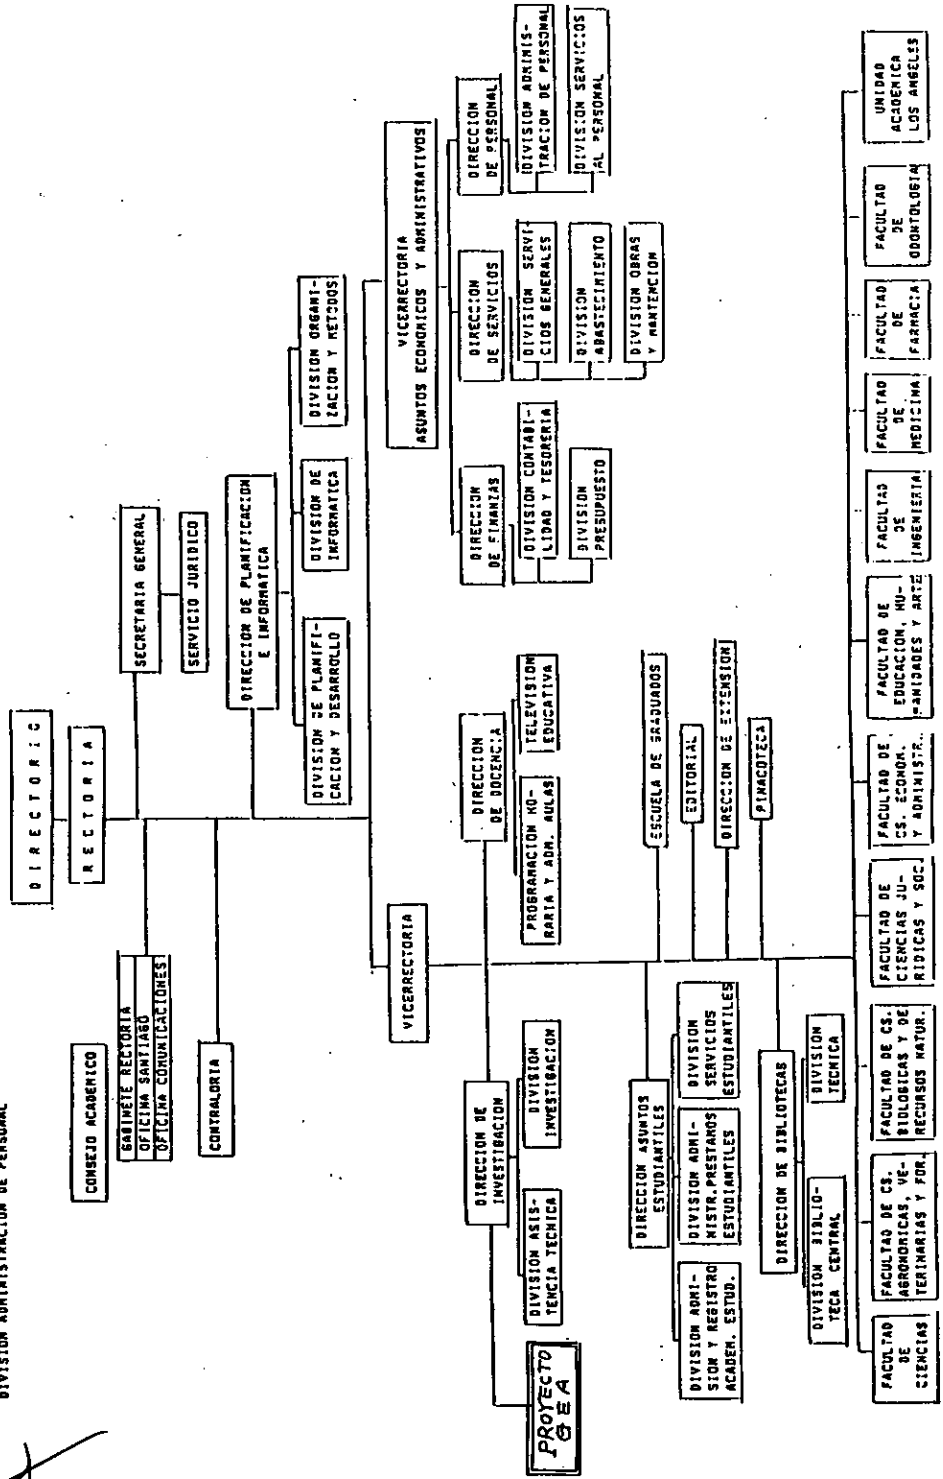 DIVISION ADMINISTRACION DE PERSONAL
DIRECTORIO
RECTORIA
CONSEJO ACADEMICO
GABINETE RECTORIA
OFICINA SANTIAGO
OFICINA COMUNICACIONES
CONTRALORIA
SECRETARIA GENERAL
SERVICIO JURIDICO
DIRECCION DE PLANIFICACION
E INFORMATICA
DIVISION DE PLANIFI-
CACION Y DESARROLLO
DIVISION DE
INFORMATICA
DIVISION ORGANI-
ZACION Y METODOS
VICERRECTORIA
VICERRECTORIA
ASUNTOS ECONOMICOS Y ADMINISTRATIVOS
DIRECCION DE
INVESTIGACION
DIVISION ASIS-
TENCIA TECNICA
DIVISION
INVESTIGACION
PROYECTO
GEA
DIRECCION
DE DOCENCIA
PROGRAMACION HO-
RARIA Y ADM. AULAS
TELEVISION
EDUCATIVA
DIRECCION
DE FINANZAS
DIVISION CONTABI-
LIDAD Y TESORERIA
DIVISION
PRESUPUESTO
DIRECCION
DE SERVICIOS
DIVISION SERVI-
CIOS GENERALES
DIVISION
ABASTECIMIENTO
DIVISION OBRAS
Y MANTENCION
DIRECCION
DE PERSONAL
DIVISION ADMINIS-
TRACION DE PERSONAL
DIVISION SERVICIOS
AL PERSONAL
DIRECCION ASUNTOS
ESTUDIANTILES
DIVISION ADMI-
SION Y REGISTRO
ACADEM. ESTUD.
DIVISION ADMI-
NISTR.PRESTAMOS
ESTUDIANTILES
DIVISION
SERVICIOS
ESTUDIANTILES
ESCUELA DE GRADUADOS
EDITORIAL
DIRECCION DE EXTENSION
PINACOTECA
DIRECCION DE BIBLIOTECAS
DIVISION BIBLIO-
TECA CENTRAL
DIVISION
TECNICA
FACULTAD
DE
CIENCIAS
FACULTAD DE CS.
AGRONOMICAS, VE-
TERINARIAS Y FOR.
FACULTAD DE CS.
BIOLOGICAS Y DE
RECURSOS NATUR.
FACULTAD DE
CIENCIAS JU-
RIDICAS Y SOC.
FACULTAD DE
CS. ECONOM.
Y ADMINISTR.
FACULTAD DE
EDUCACION, HU-
MANIDADES Y ARTE
FACULTAD
DE
INGENIERIA
FACULTAD
DE
MEDICINA
FACULTAD
DE
FARMACIA
FACULTAD
DE
ODONTOLOGIA
UNIDAD
ACADEMICA
LOS ANGELES